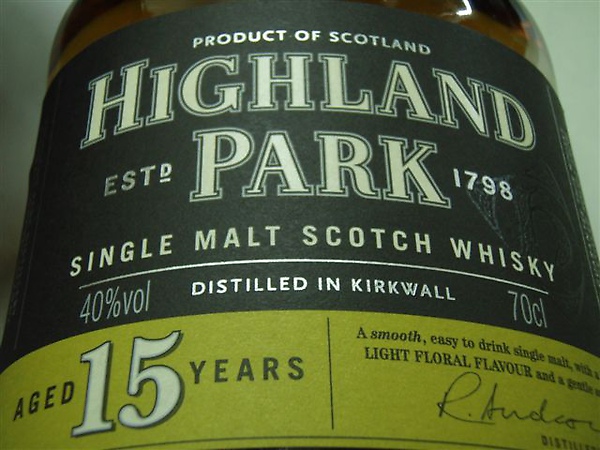 PRODUCT OF SCOTLAND
HIGHLAND
ESTD PARK 1798
SINGLE MALT SCOTCH WHISKY
40%vol DISTILLED IN KIRKWALL 70cl
AGED 15 YEARS
A smooth, easy to drink single malt, with a
LIGHT FLORAL FLAVOUR and a gentle